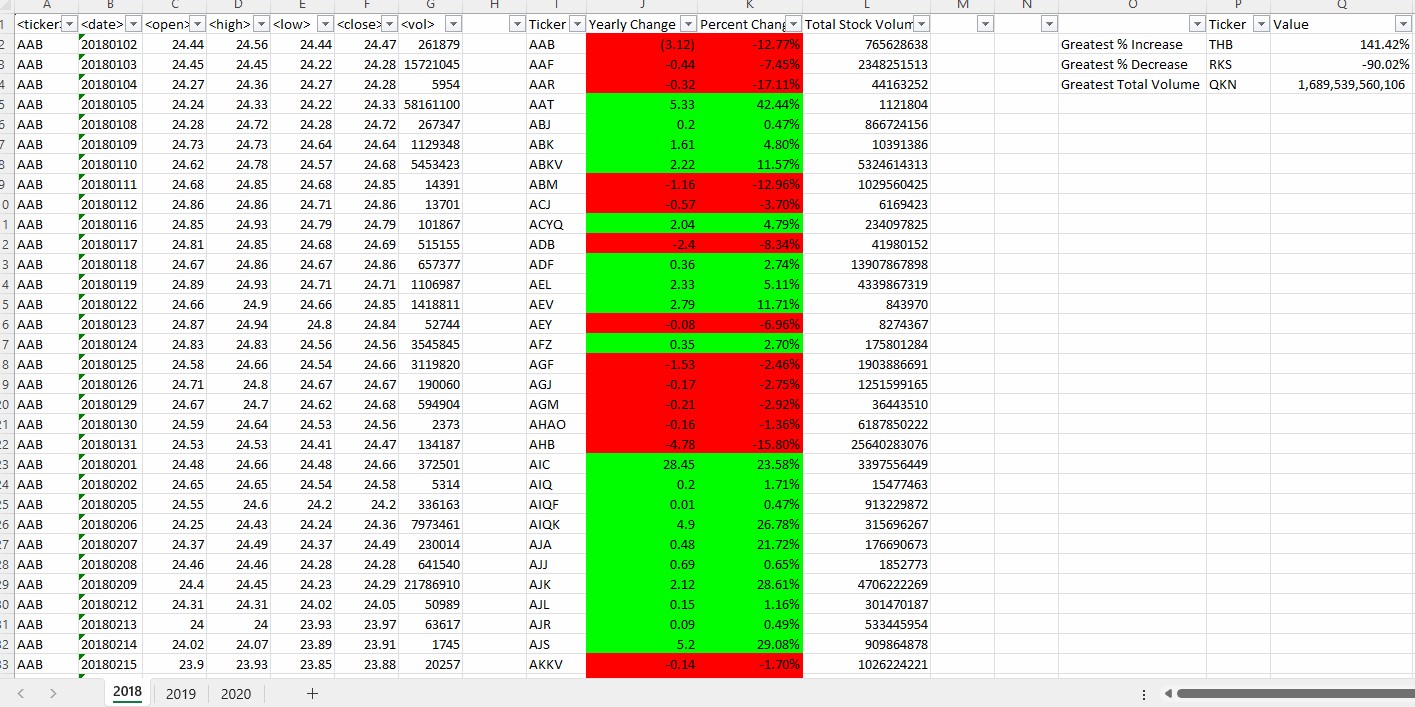 A B C D E F G H I J K L M N O P Q
1 <ticker> <date> <open> <high> <low> <close> <vol> Ticker Yearly Change Percent Chang Total Stock Volum Ticker Value
2 AAB 20180102 24.44 24.56 24.44 24.47 261879 AAB (3.12) -12.77% 765628638 Greatest % Increase THB 141.42%
3 AAB 20180103 24.45 24.45 24.22 24.28 15721045 AAF -0.44 -7.45% 2348251513 Greatest % Decrease RKS -90.02%
4 AAB 20180104 24.27 24.36 24.27 24.28 5954 AAR -0.32 -17.11% 44163252 Greatest Total Volume QKN 1,689,539,560,106
5 AAB 20180105 24.24 24.33 24.22 24.33 58161100 AAT 5.33 42.44% 1121804
6 AAB 20180108 24.28 24.72 24.28 24.72 267347 ABJ 0.2 0.47% 866724156
7 AAB 20180109 24.73 24.73 24.64 24.64 1129348 ABK 1.61 4.80% 10391386
8 AAB 20180110 24.62 24.78 24.57 24.68 5453423 ABKV 2.22 11.57% 5324614313
9 AAB 20180111 24.68 24.85 24.68 24.85 14391 ABM -1.16 -12.96% 1029560425
0 AAB 20180112 24.86 24.86 24.71 24.86 13701 ACJ -0.57 -3.70% 6169423
1 AAB 20180116 24.85 24.93 24.79 24.79 101867 ACYQ 2.04 4.79% 234097825
2 AAB 20180117 24.81 24.85 24.68 24.69 515155 ADB -2.4 -8.34% 41980152
3 AAB 20180118 24.67 24.86 24.67 24.86 657377 ADF 0.36 2.74% 13907867898
4 AAB 20180119 24.89 24.93 24.71 24.71 1106987 AEL 2.33 5.11% 4339867319
5 AAB 20180122 24.66 24.9 24.66 24.85 1418811 AEV 2.79 11.71% 843970
6 AAB 20180123 24.87 24.94 24.8 24.84 52744 AEY -0.08 -6.96% 8274367
7 AAB 20180124 24.83 24.83 24.56 24.56 3545845 AFZ 0.35 2.70% 175801284
8 AAB 20180125 24.58 24.66 24.54 24.66 3119820 AGF -1.53 -2.46% 1903886691
9 AAB 20180126 24.71 24.8 24.67 24.67 190060 AGJ -0.17 -2.75% 1251599165
20 AAB 20180129 24.67 24.7 24.62 24.68 594904 AGM -0.21 -2.92% 36443510
21 AAB 20180130 24.59 24.64 24.53 24.56 2373 AHAO -0.16 -1.36% 6187850222
22 AAB 20180131 24.53 24.53 24.41 24.47 134187 AHB -4.78 -15.80% 25640283076
23 AAB 20180201 24.48 24.66 24.48 24.66 372501 AIC 28.45 23.58% 3397556449
24 AAB 20180202 24.65 24.65 24.54 24.58 5314 AIQ 0.2 1.71% 15477463
25 AAB 20180205 24.55 24.6 24.2 24.2 336163 AIQF 0.01 0.47% 913229872
26 AAB 20180206 24.25 24.43 24.24 24.36 7973461 AIQK 4.9 26.78% 315696267
27 AAB 20180207 24.37 24.49 24.37 24.49 230014 AJA 0.48 21.72% 176690673
28 AAB 20180208 24.46 24.46 24.28 24.28 641540 AJJ 0.69 0.65% 1852773
29 AAB 20180209 24.4 24.45 24.23 24.29 21786910 AJK 2.12 28.61% 4706222269
30 AAB 20180212 24.31 24.31 24.02 24.05 50989 AJL 0.15 1.16% 301470187
31 AAB 20180213 24 24 23.93 23.97 63617 AJR 0.09 0.49% 533445954
32 AAB 20180214 24.02 24.07 23.89 23.91 1745 AJS 5.2 29.08% 909864878
33 AAB 20180215 23.9 23.93 23.85 23.88 20257 AKKV -0.14 -1.70% 1026224221
2018 2019 2020 +